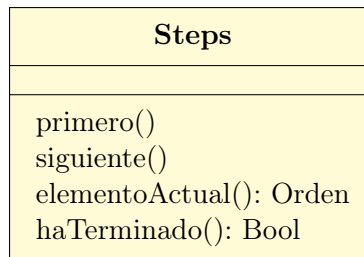 Steps
primero()
siguiente()
elementoActual(): Orden
haTerminado(): Bool